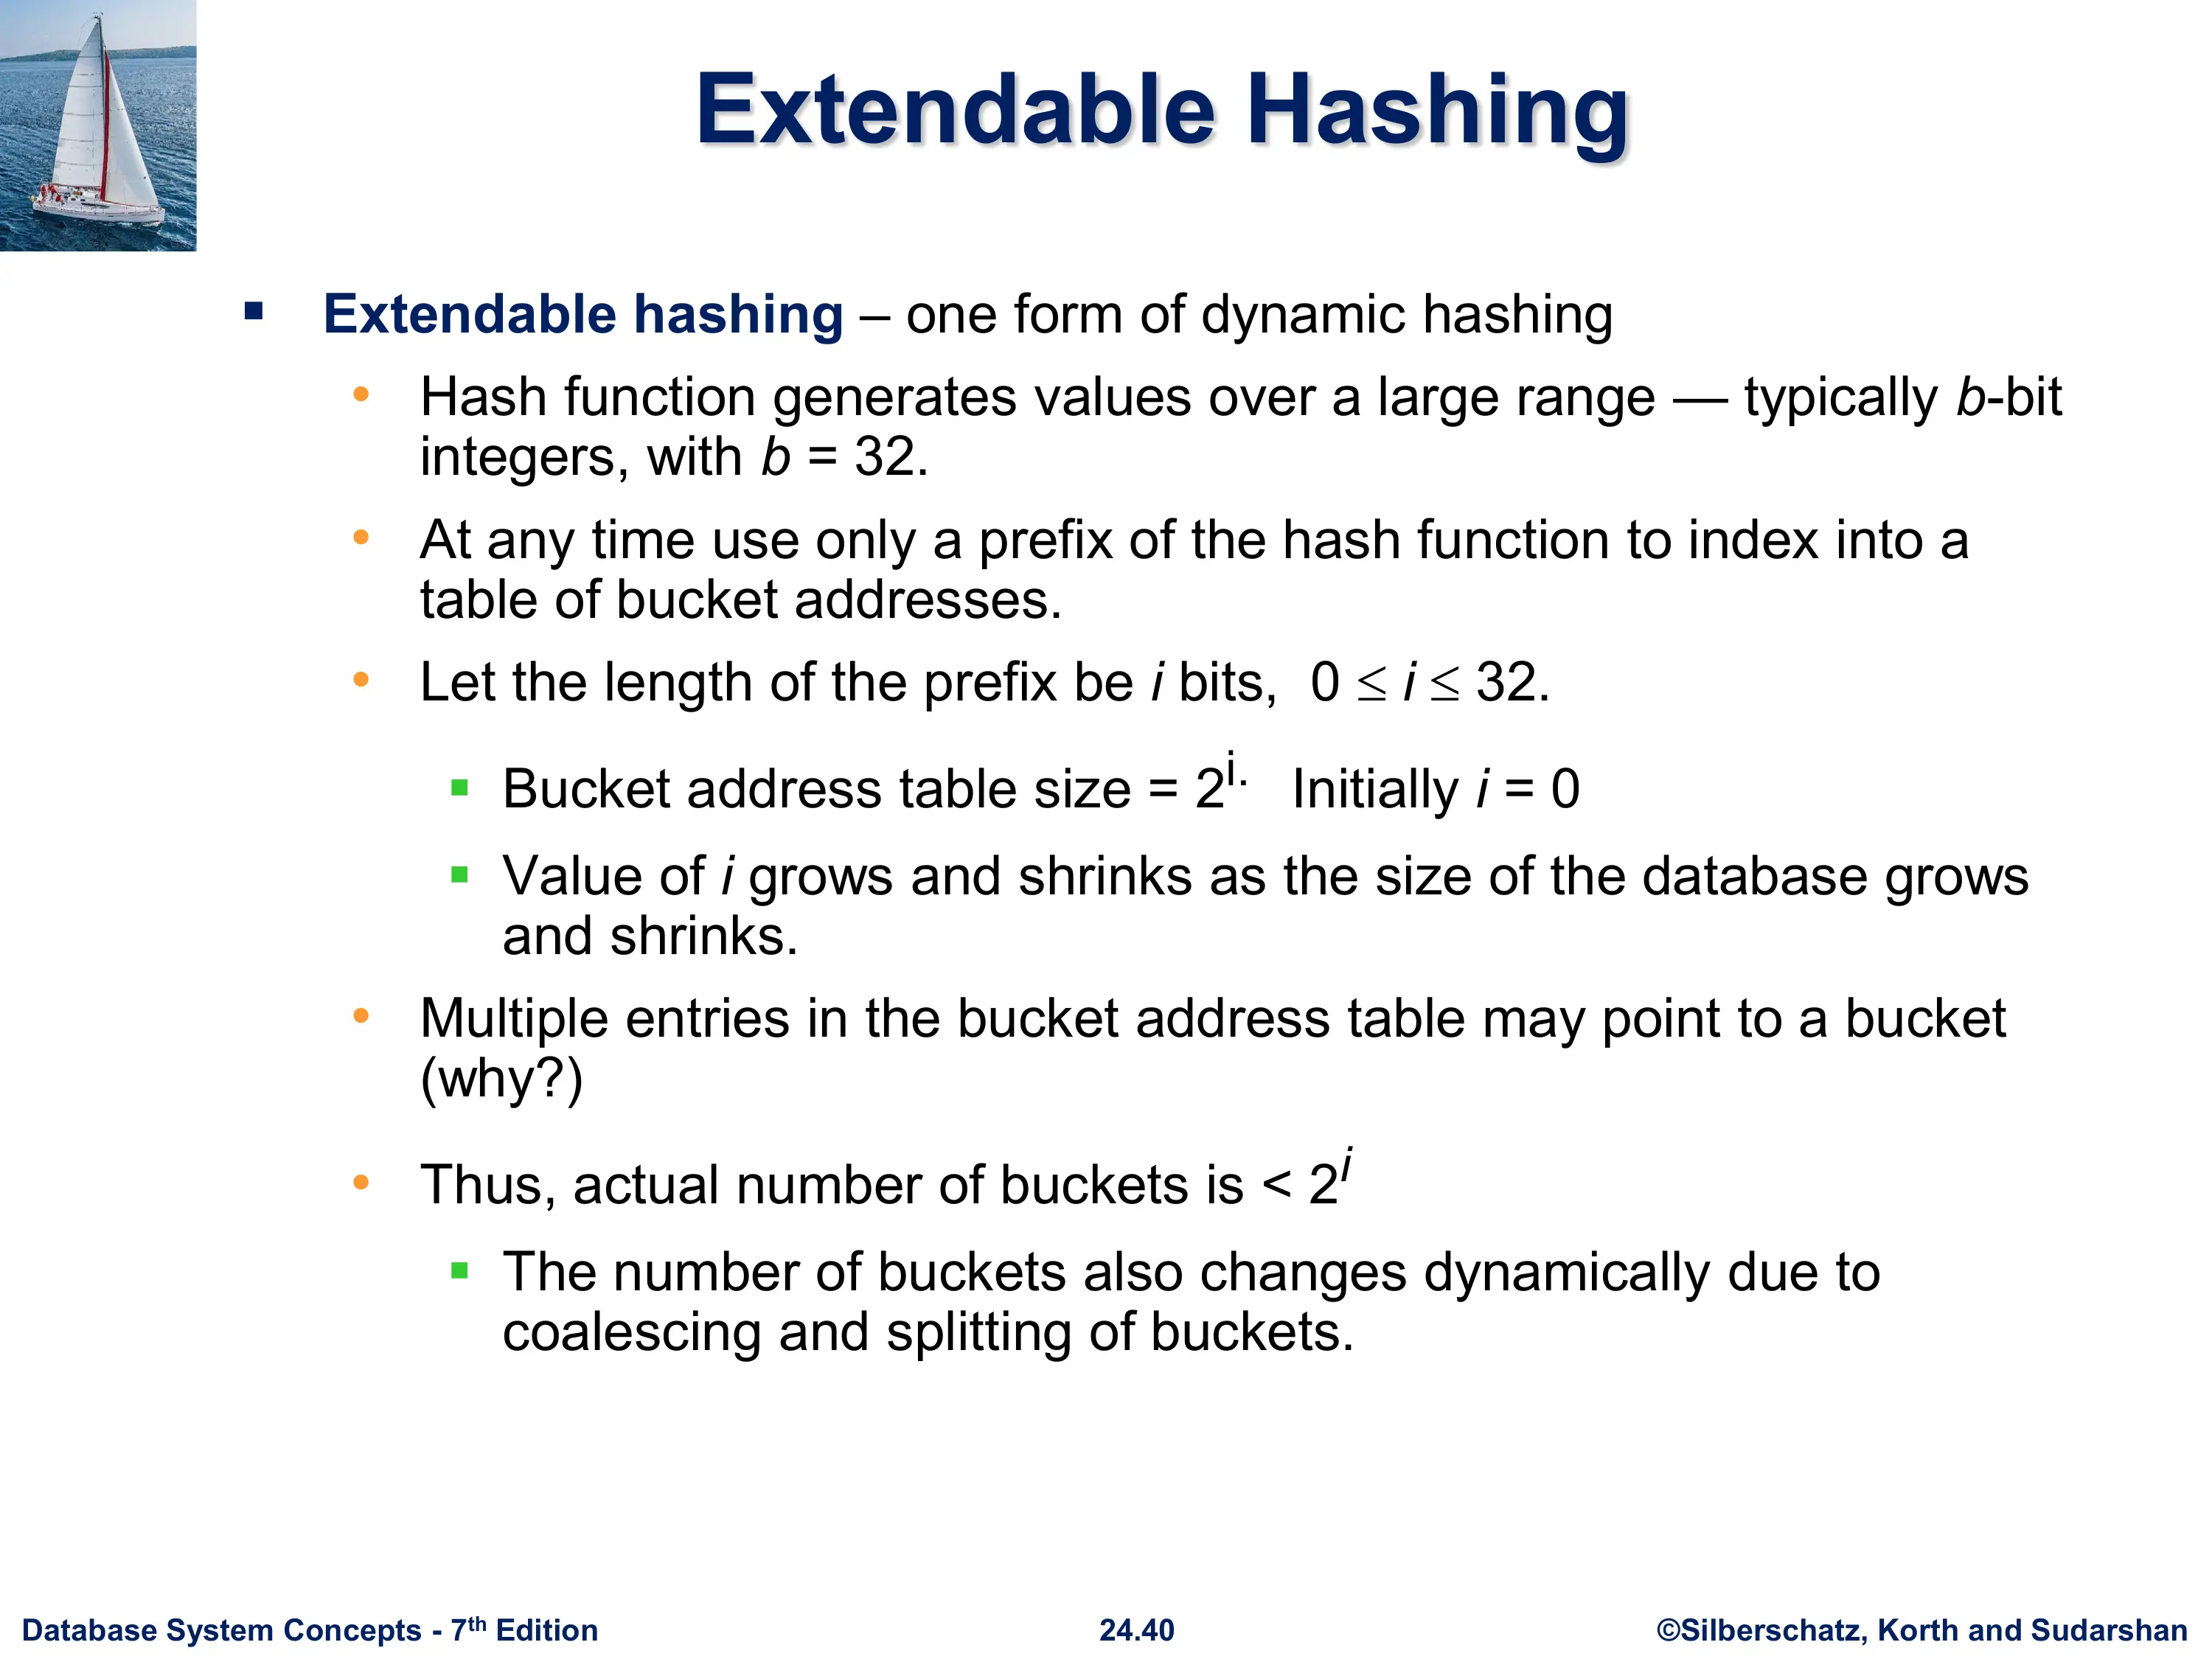 Extendable Hashing
▪ Extendable hashing – one form of dynamic hashing
• Hash function generates values over a large range — typically b-bit
integers, with b = 32.
• At any time use only a prefix of the hash function to index into a
table of bucket addresses.
• Let the length of the prefix be i bits, 0 ≤ i ≤ 32.
▪ Bucket address table size = 2^i. Initially i = 0
▪ Value of i grows and shrinks as the size of the database grows
and shrinks.
• Multiple entries in the bucket address table may point to a bucket
(why?)
• Thus, actual number of buckets is < 2^i
▪ The number of buckets also changes dynamically due to
coalescing and splitting of buckets.
Database System Concepts - 7th Edition 24.40 ©Silberschatz, Korth and Sudarshan